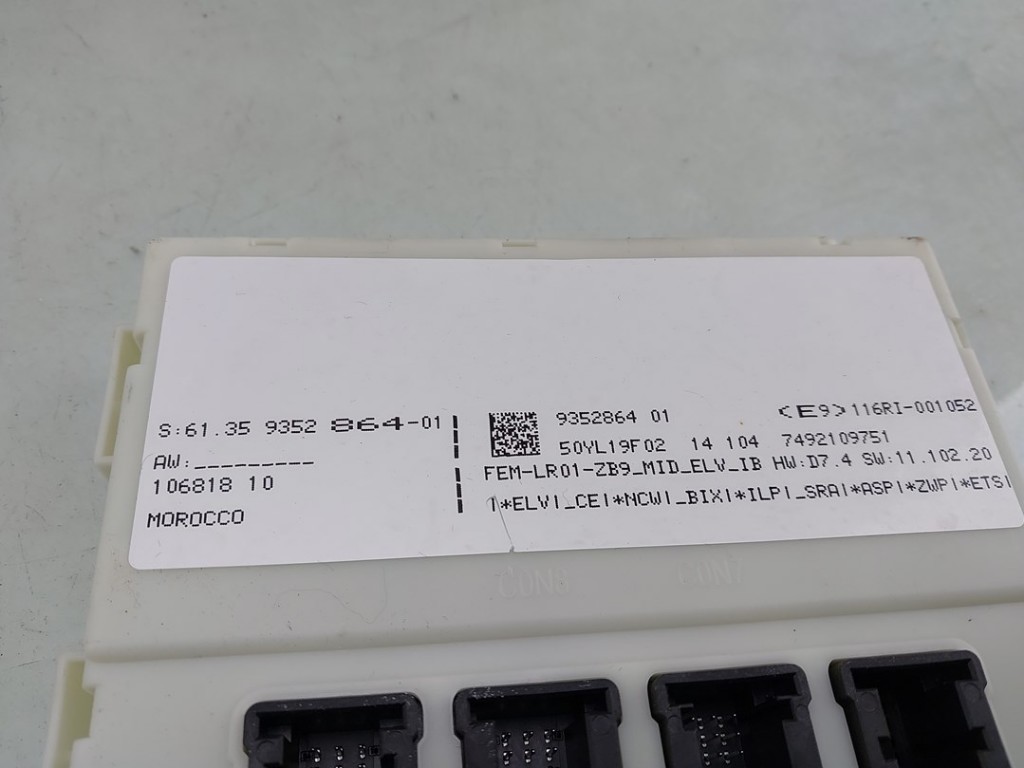 S:61.35 9352 864-01
AW:_________
106818 10
MOROCCO
9352864 01
<E9>116RI-001052
50YL19F02 14 104 7492109751
FEM-LR01-ZB9_MID_ELV_IB HW:D7.4 SW:11.102.20
|*ELV|_CE|*NCW|_BIX|*ILP|_SRA|*ASP|*ZWP|*ETS|
CON6
CON7